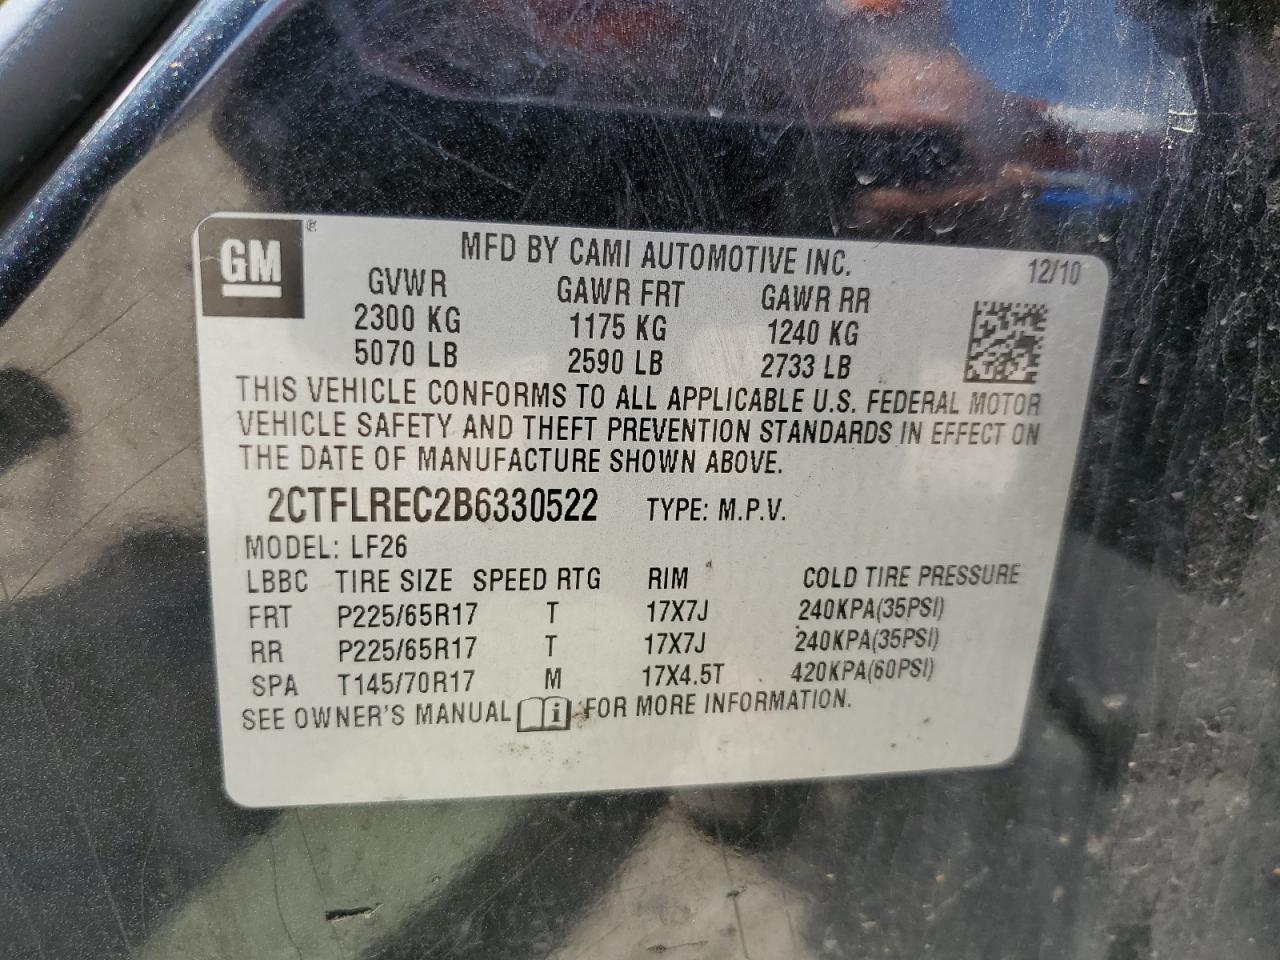 GM ®
MFD BY CAMI AUTOMOTIVE INC. 12/10
GVWR GAWR FRT GAWR RR
2300 KG 1175 KG 1240 KG
5070 LB 2590 LB 2733 LB
THIS VEHICLE CONFORMS TO ALL APPLICABLE U.S. FEDERAL MOTOR
VEHICLE SAFETY AND THEFT PREVENTION STANDARDS IN EFFECT ON
THE DATE OF MANUFACTURE SHOWN ABOVE.
2CTFLREC2B6330522 TYPE: M.P.V.
MODEL: LF26
LBBC TIRE SIZE SPEED RTG RIM COLD TIRE PRESSURE
FRT P225/65R17 T 17X7J 240KPA(35PSI)
RR P225/65R17 T 17X7J 240KPA(35PSI)
SPA T145/70R17 M 17X4.5T 420KPA(60PSI)
SEE OWNER'S MANUAL i FOR MORE INFORMATION.